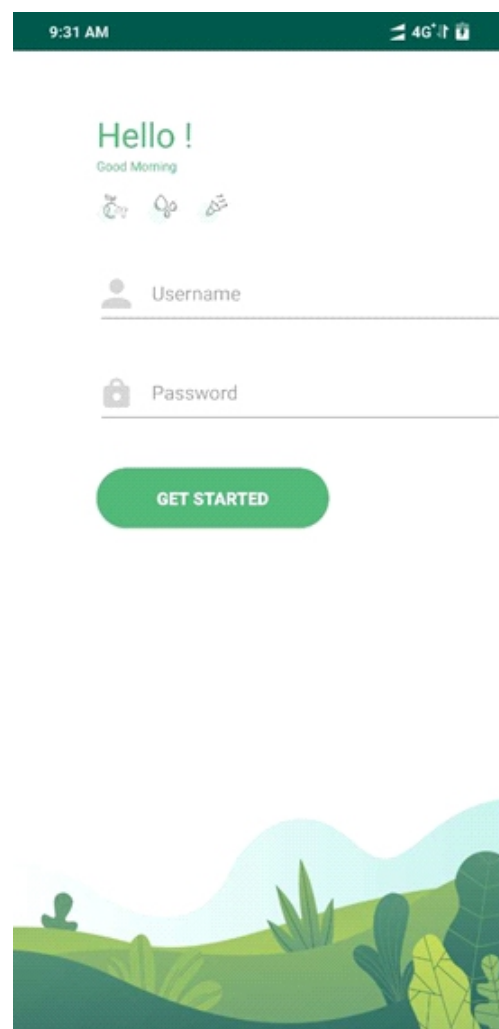 9:31 AM 4G+
Hello !
Good Morning
Username
Password
GET STARTED